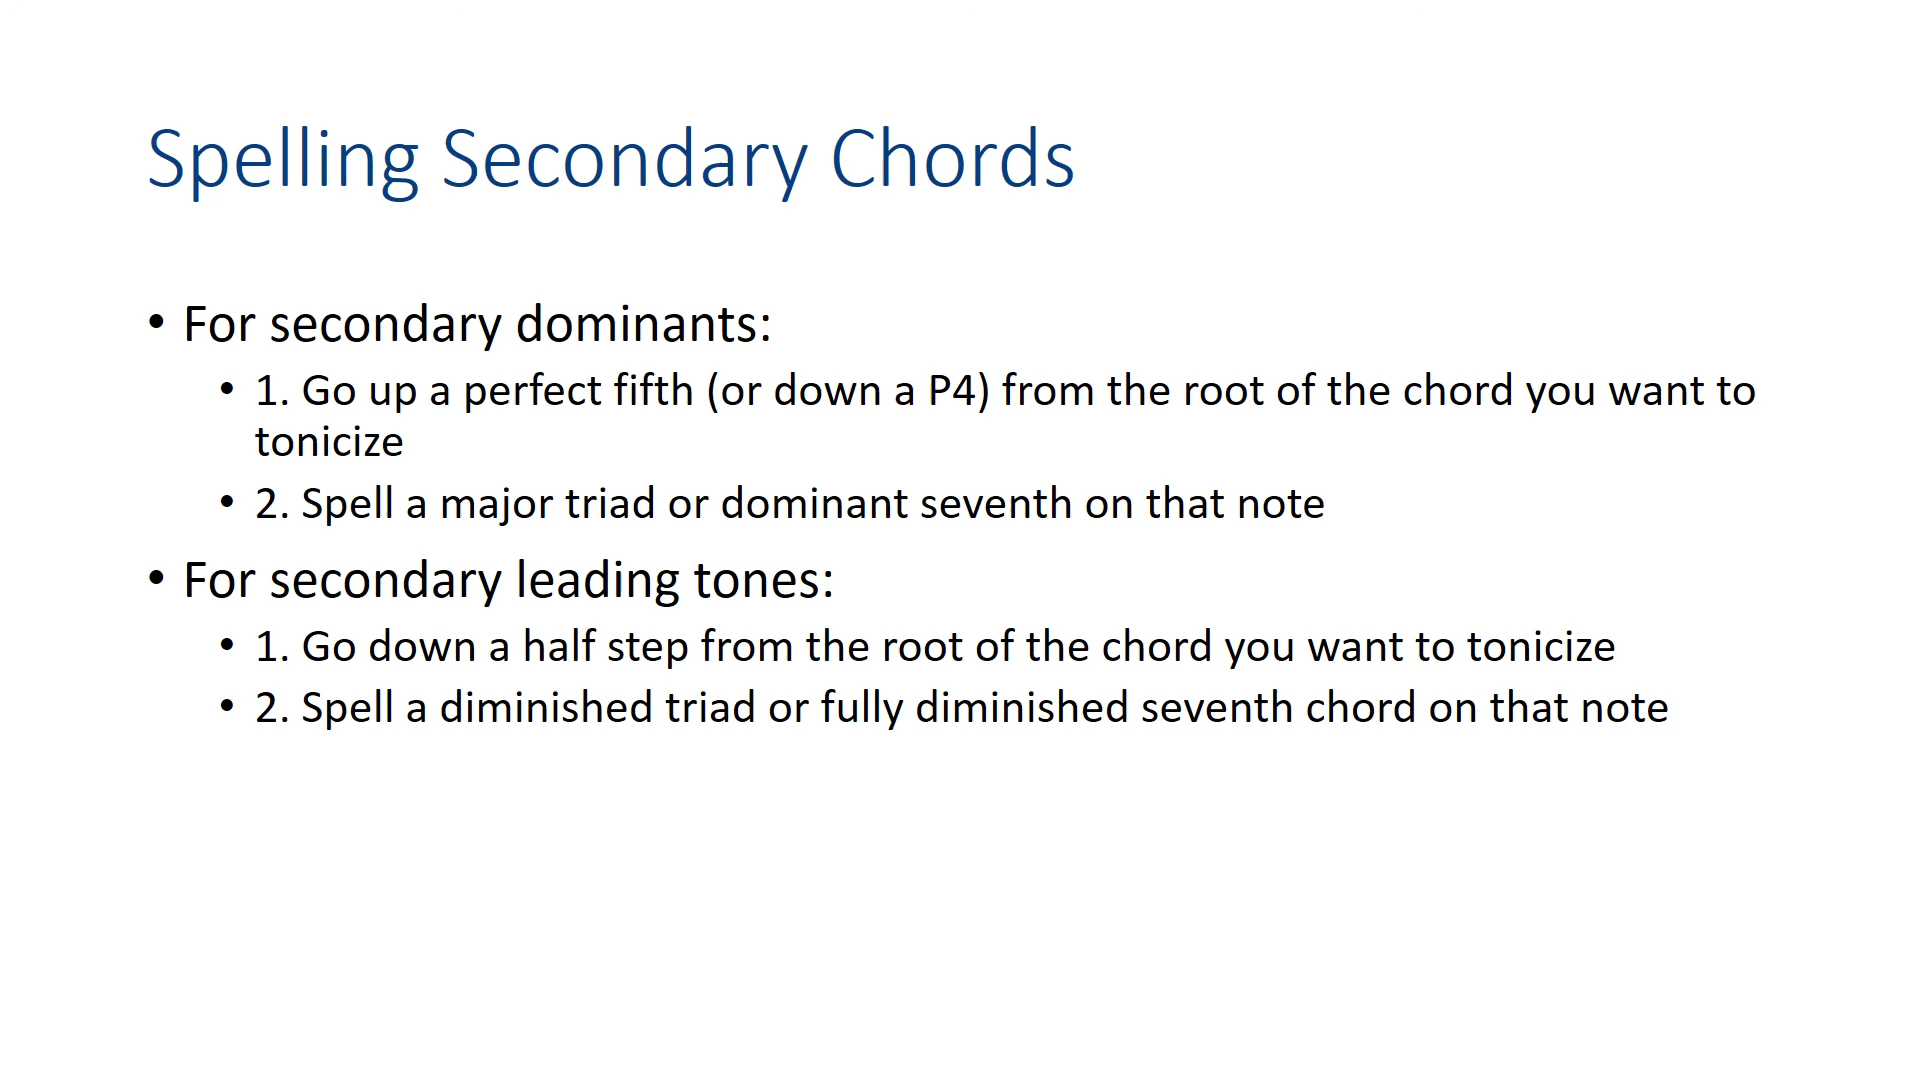 Spelling Secondary Chords
• For secondary dominants:
• 1. Go up a perfect fifth (or down a P4) from the root of the chord you want to
tonicize
• 2. Spell a major triad or dominant seventh on that note
• For secondary leading tones:
• 1. Go down a half step from the root of the chord you want to tonicize
• 2. Spell a diminished triad or fully diminished seventh chord on that note